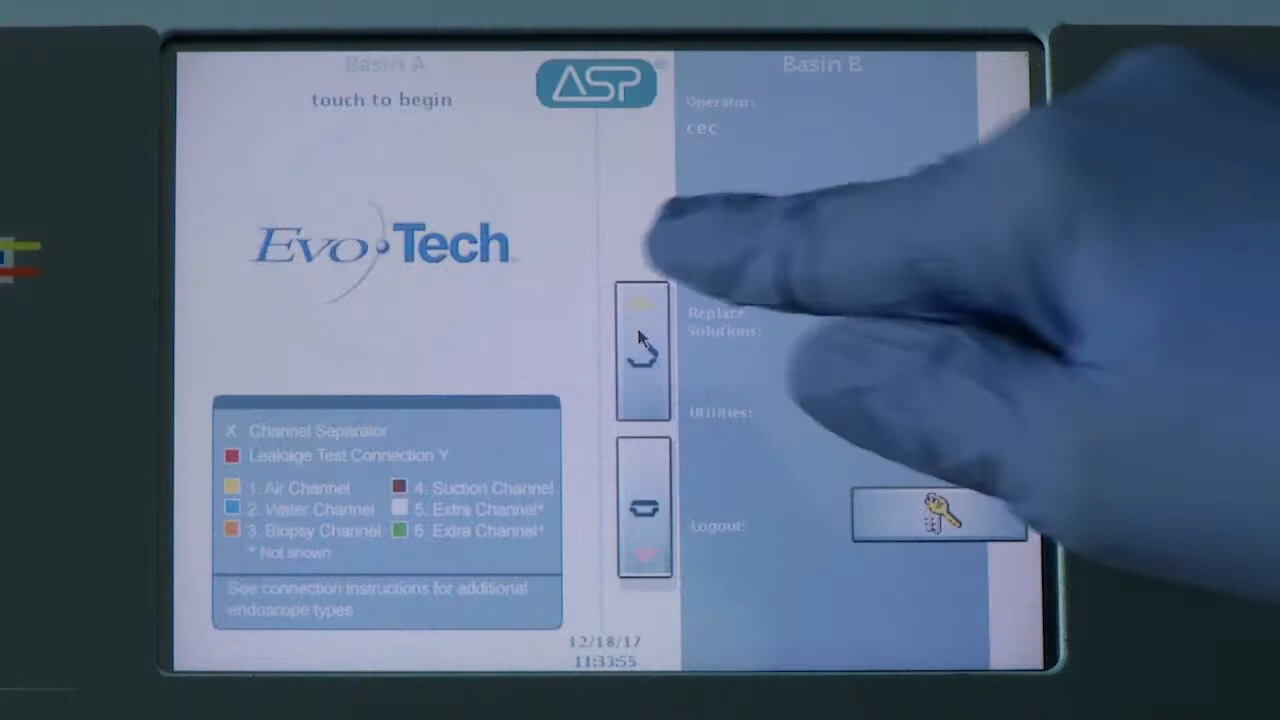 Basin A
touch to begin
ASP
Basin B
Operator:
cec
Evo•Tech
Replace
Solutions:
Utilities:
X Channel Separator
Leakage Test Connection Y
1. Air Channel
4. Suction Channel
2. Water Channel
5. Extra Channel*
3. Biopsy Channel
6. Extra Channel*
* Not shown
Logout:
See connection instructions for additional
endoscope types
12/18/17
11:33:55